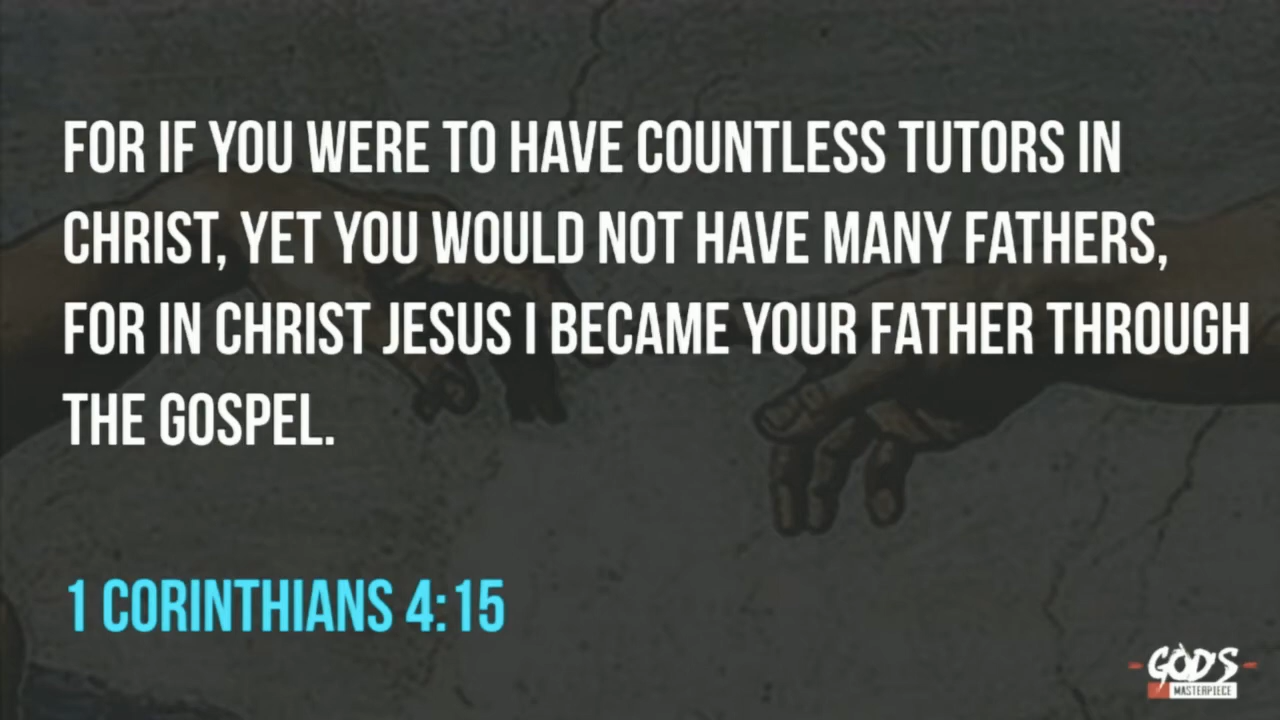 FOR IF YOU WERE TO HAVE COUNTLESS TUTORS IN
CHRIST, YET YOU WOULD NOT HAVE MANY FATHERS,
FOR IN CHRIST JESUS I BECAME YOUR FATHER THROUGH
THE GOSPEL.
1 CORINTHIANS 4:15
GOD'S
MASTERPIECE